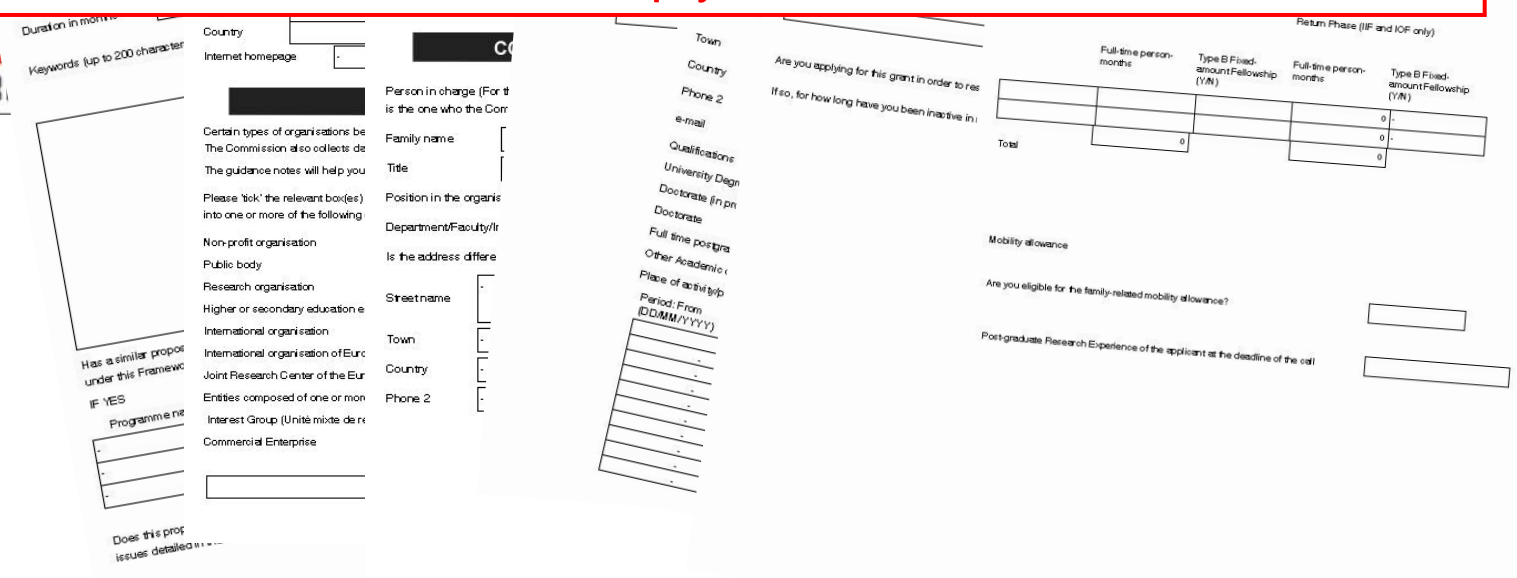 Duration in months
Keywords (up to 200 character
Has a similar propos
under this Framewo
IF YES
Programme na
-
-
-
Does this prop
issues detailed in
Country
Internet homepage
-
Certain types of organisations be
The Commission also collects da
The guidance notes will help you
Please 'tick' the relevant box(es)
into one or more of the following
Non-profit organisation
Public body
Research organisation
Higher or secondary education e
International organisation
International organisation of Euro
Joint Research Center of the Eur
Entities composed of one or mor
Interest Group (Unité mixte de re
Commercial Enterprise
CO
Person in charge (For th
is the one who the Com
Family name
Title
Position in the organis
Department/Faculty/In
Is the address differe
Street name
-
Town
-
Country
-
Phone 2
-
Town
Country
Phone 2
e-mail
Qualifications
University Degr
Doctorate (in pr
Doctorate
Full time postgra
Other Academic
Place of activity/p
Period: From
(DD/MM/YYYY)
-
-
-
-
-
-
-
-
-
Are you applying for this grant in order to res
If so, for how long have you been inactive in
Return Phase (IIF and IOF only)
Full-time person-
months
Type B Fixed-
amount Fellowship
(Y/N)
Full-time person-
months
Type B Fixed-
amount Fellowship
(Y/N)
0 -
0 -
Total 0 0
Mobility allowance
Are you eligible for the family-related mobility allowance?
Post-graduate Research Experience of the applicant at the deadline of the call